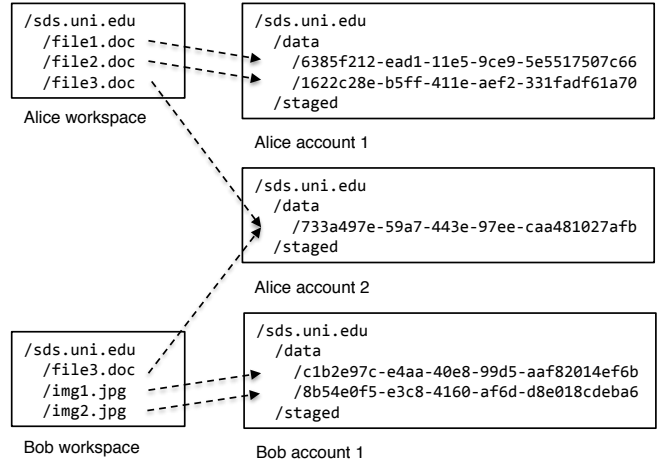 /sds.uni.edu
/file1.doc
/file2.doc
/file3.doc
Alice workspace
/sds.uni.edu
/data
/6385f212-ead1-11e5-9ce9-5e5517507c66
/1622c28e-b5ff-411e-aef2-331fadf61a70
/staged
Alice account 1
/sds.uni.edu
/data
/733a497e-59a7-443e-97ee-caa481027afb
/staged
Alice account 2
/sds.uni.edu
/file3.doc
/img1.jpg
/img2.jpg
Bob workspace
/sds.uni.edu
/data
/c1b2e97c-e4aa-40e8-99d5-aaf82014ef6b
/8b54e0f5-e3c8-4160-af6d-d8e018cdeba6
/staged
Bob account 1